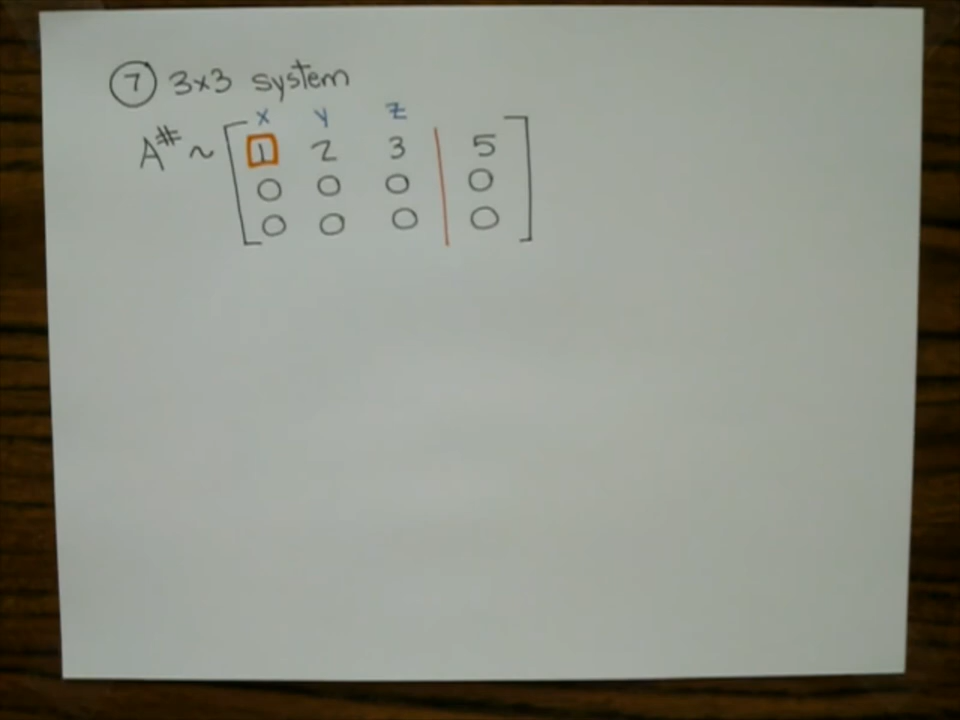 7 3x3 system
x y z
A# ~ [ 1 2 3 | 5 ]
0 0 0 | 0
0 0 0 | 0